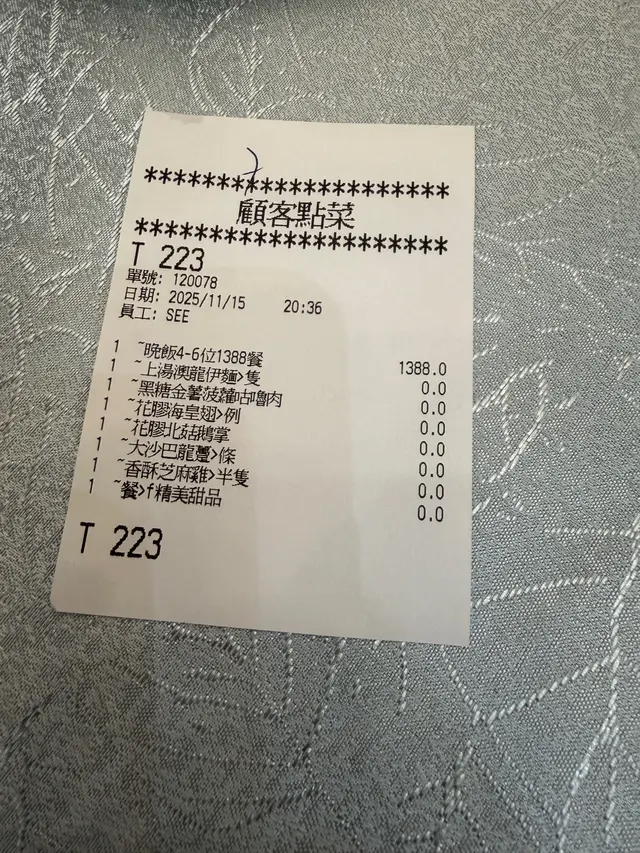 *********************
顧客點菜
*********************
T 223
單號: 120078
日期: 2025/11/15 20:36
員工: SEE
1 ~晚飯4-6位1388餐 1388.0
1 ~上湯澳龍伊麵>隻 0.0
1 ~黑糖金薯菠蘿咕嚕肉 0.0
1 ~花膠海皇翅>例 0.0
1 ~花膠北菇鵝掌 0.0
1 ~大沙巴龍躉>條 0.0
1 ~香酥芝麻雞>半隻 0.0
1 ~餐>f精美甜品 0.0
T 223